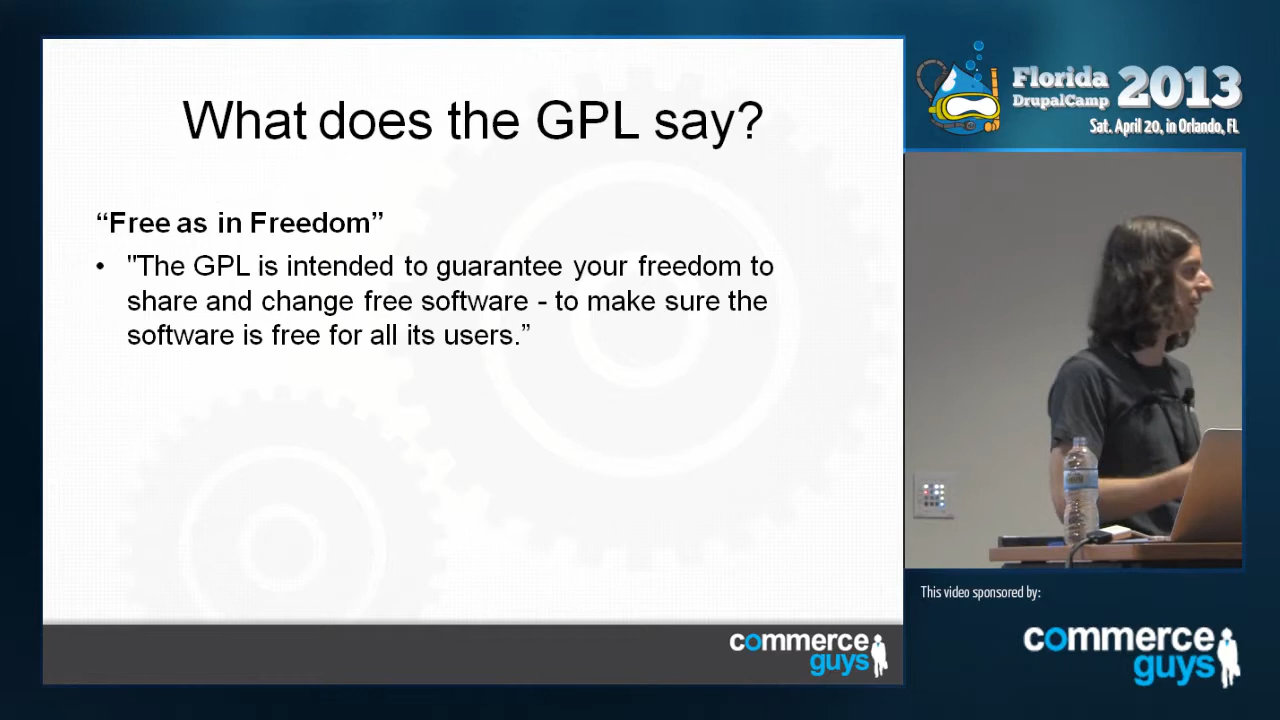 What does the GPL say?
“Free as in Freedom”
• "The GPL is intended to guarantee your freedom to
share and change free software - to make sure the
software is free for all its users.”
commerce
guys
Florida
DrupalCamp
2013
Sat. April 20, in Orlando, FL
This video sponsored by:
commerce
guys